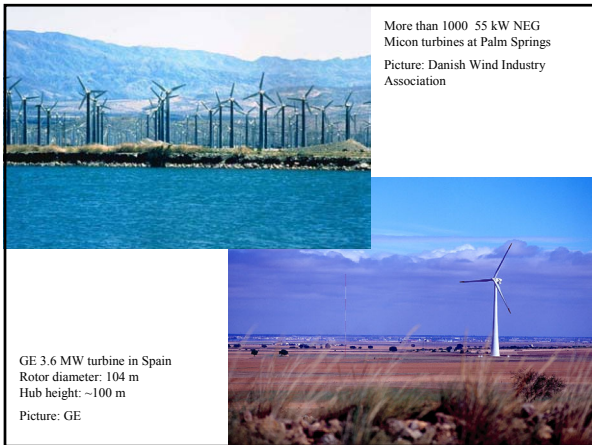 More than 1000 55 kW NEG
Micon turbines at Palm Springs
Picture: Danish Wind Industry
Association
GE 3.6 MW turbine in Spain
Rotor diameter: 104 m
Hub height: ~100 m
Picture: GE